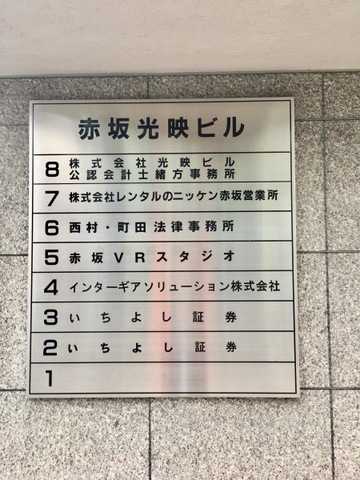 赤坂光映ビル
8 株式会社光映ビル
公認会計士緒方事務所
7 株式会社レンタルのニッケン赤坂営業所
6 西村・町田法律事務所
5 赤坂VRスタジオ
4 インターギアソリューション株式会社
3 いちよし証券
2 いちよし証券
1